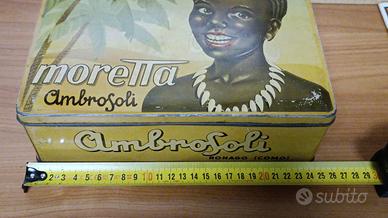 moretta
Ambrosoli
Ambrosoli
RONAGO (COMO)
2 3 4 5 6 7 8 9 10 11 12 13 14 15 16 17 18 19 20 21 22 23 24 25 26 27 28 29
subito